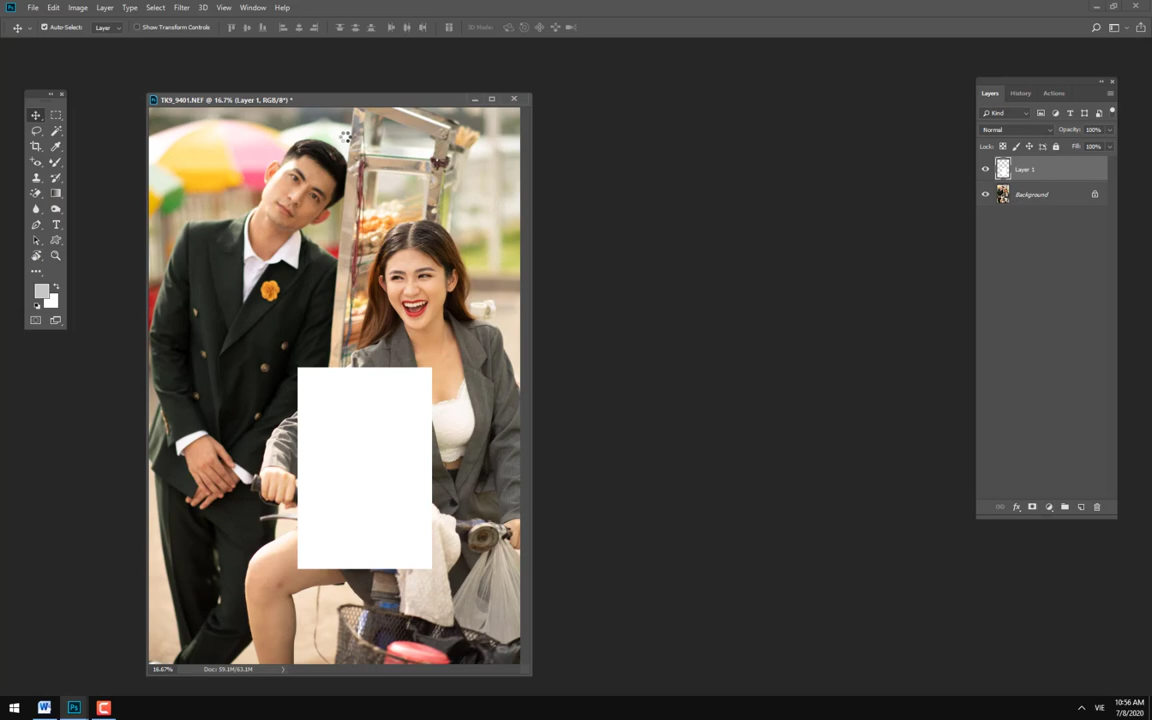 Ps File Edit Image Layer Type Select Filter 3D View Window Help
Auto-Select: Layer Show Transform Controls 3D Mode:
TK9_9401.NEF @ 16.7% (Layer 1, RGB/8*) *
Layers History Actions
Kind
Normal Opacity: 100%
Lock: Fill: 100%
Layer 1
Background
16.67% Doc: 59.1M/63.1M
10:56 AM
VIE
7/8/2020